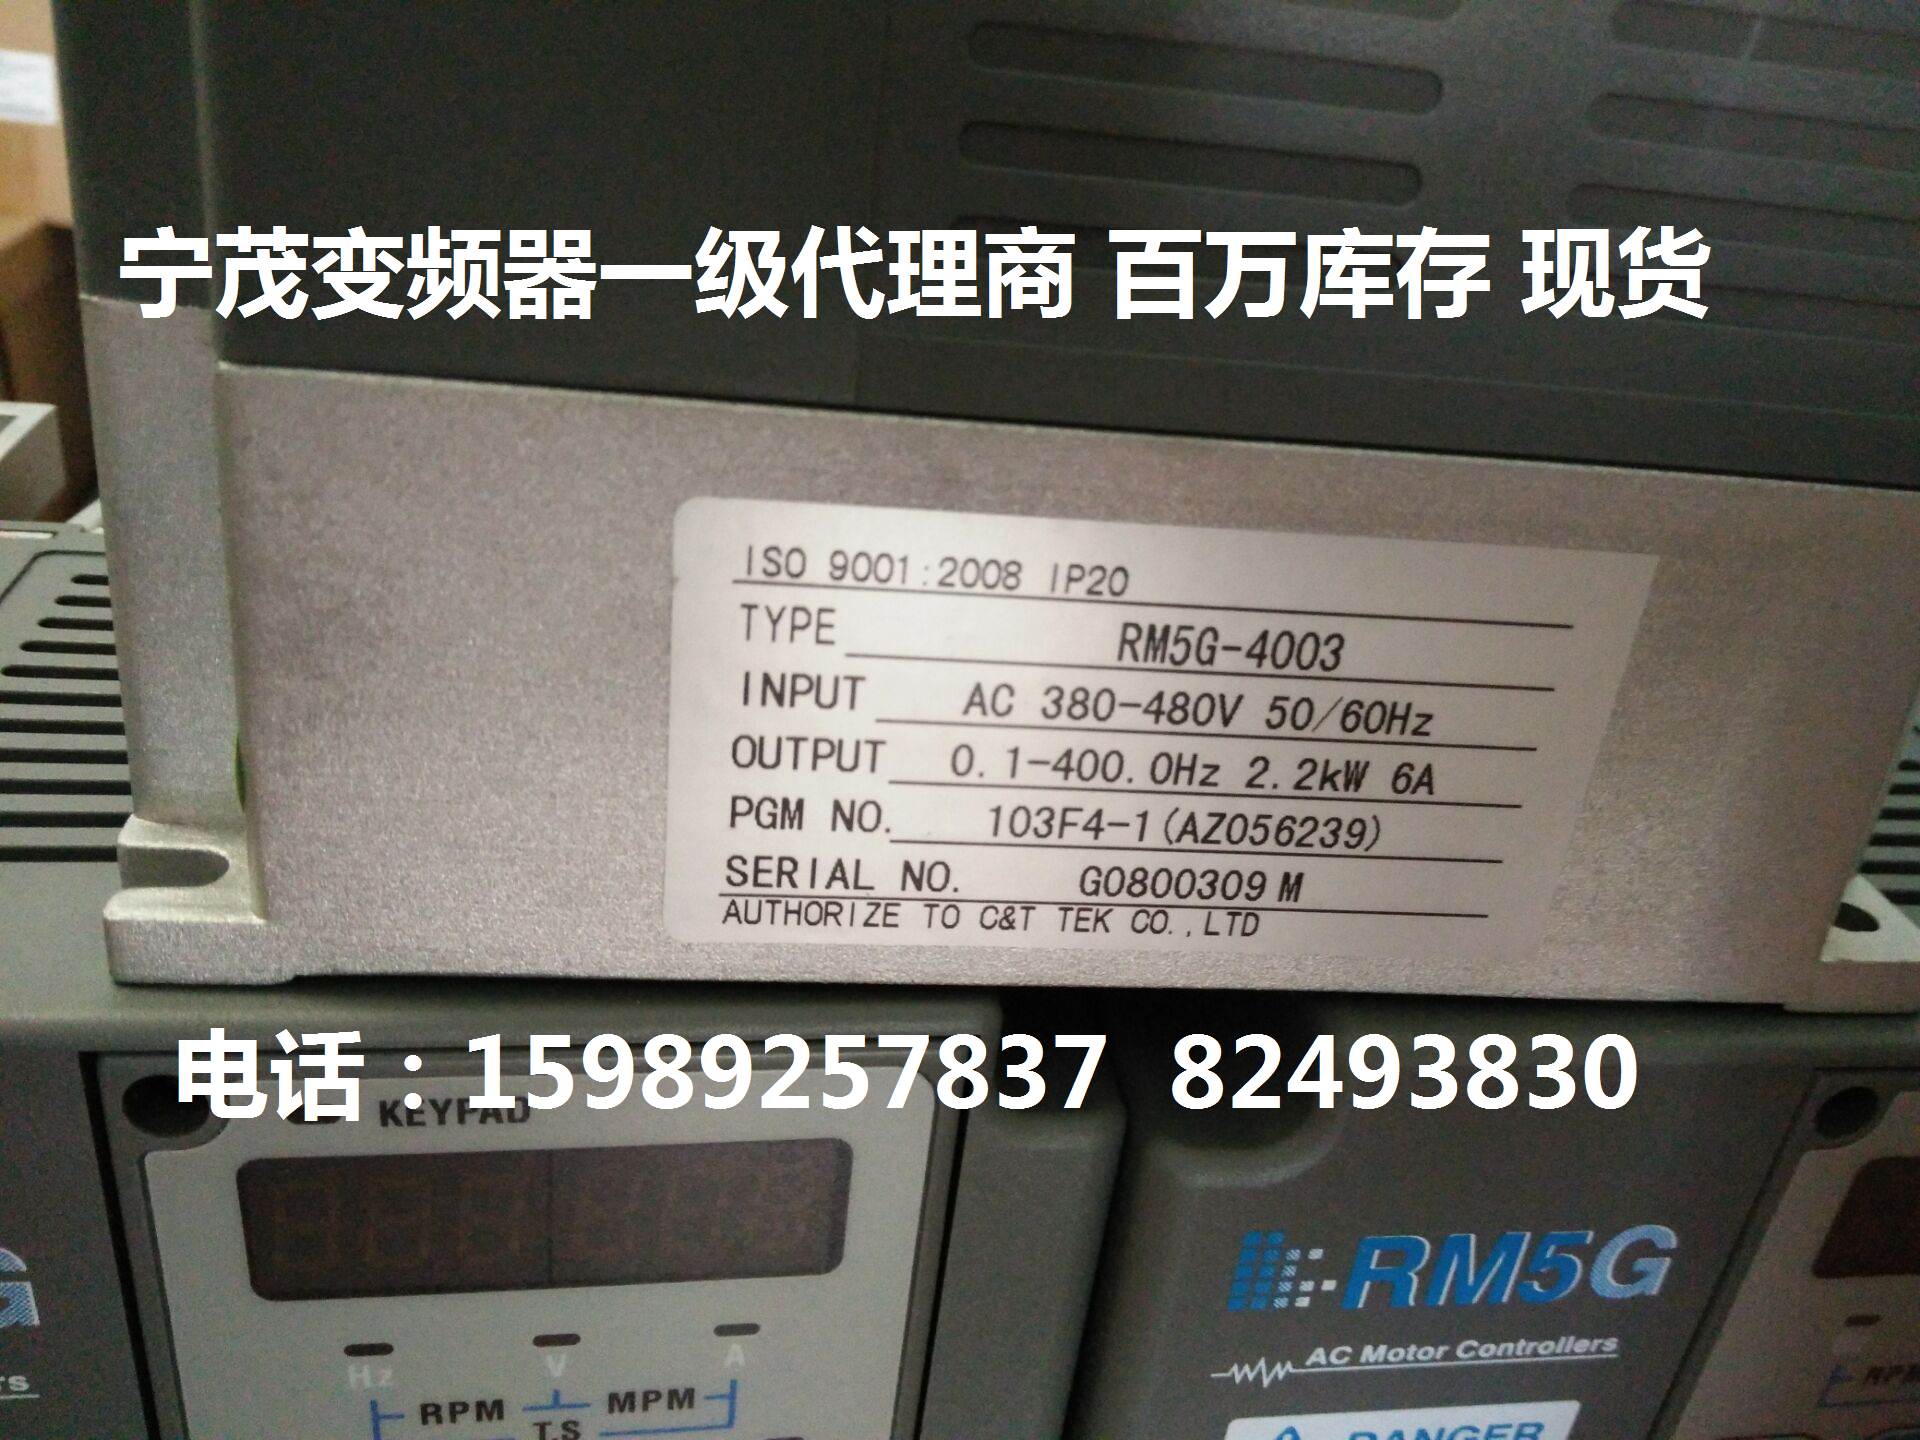 宁茂变频器一级代理商 百万库存 现货
ISO 9001:2008 IP20
TYPE RM5G-4003
INPUT AC 380-480V 50/60Hz
OUTPUT 0.1-400.0Hz 2.2kW 6A
PGM NO. 103F4-1(AZ056239)
SERIAL NO. G0800309 M
AUTHORIZE TO C&T TEK CO.,LTD
电话：15989257837 82493830
KEYPAD
Hz V A
RPM MPM
T.S
G
rs
RM5G
AC Motor Controllers
DANGER
RPM